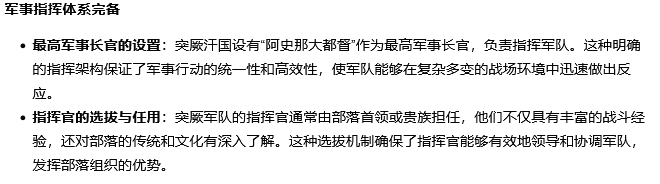 军事指挥体系完备
• 最高军事长官的设置：突厥汗国设有“阿史那大都督”作为最高军事长官，负责指挥军队。这种明确
的指挥架构保证了军事行动的统一性和高效性，使军队能够在复杂多变的战场环境中迅速做出反
应。
• 指挥官的选拔与任用：突厥军队的指挥官通常由部落首领或贵族担任，他们不仅具有丰富的战斗经
验，还对部落的传统和文化有深入了解。这种选拔机制确保了指挥官能够有效地领导和协调军队，
发挥部落组织的优势。